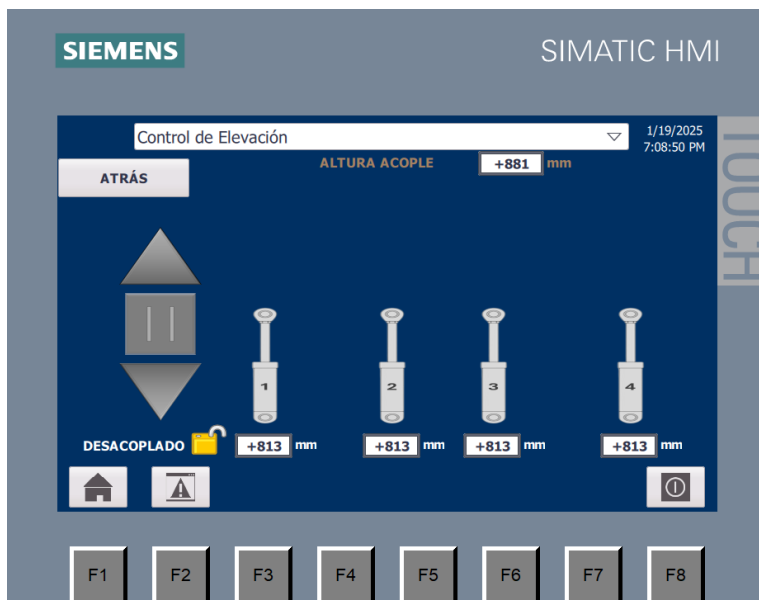 SIEMENS
SIMATIC HMI
TOUCH
Control de Elevación
1/19/2025
7:08:50 PM
ATRÁS
ALTURA ACOPLE +881 mm
1 2 3 4
DESACOPLADO +813 mm +813 mm +813 mm +813 mm
F1 F2 F3 F4 F5 F6 F7 F8